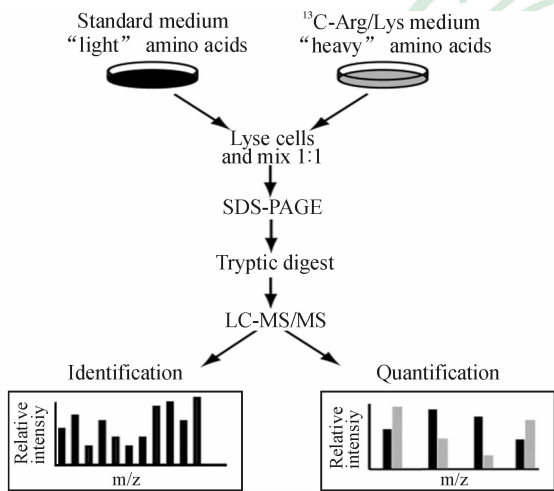 Standard medium
“light” amino acids
¹³C-Arg/Lys medium
“heavy” amino acids
Lyse cells
and mix 1:1
SDS-PAGE
Tryptic digest
LC-MS/MS
Identification
Relative
intensiy
m/z
Quantification
Relative
intensiy
m/z